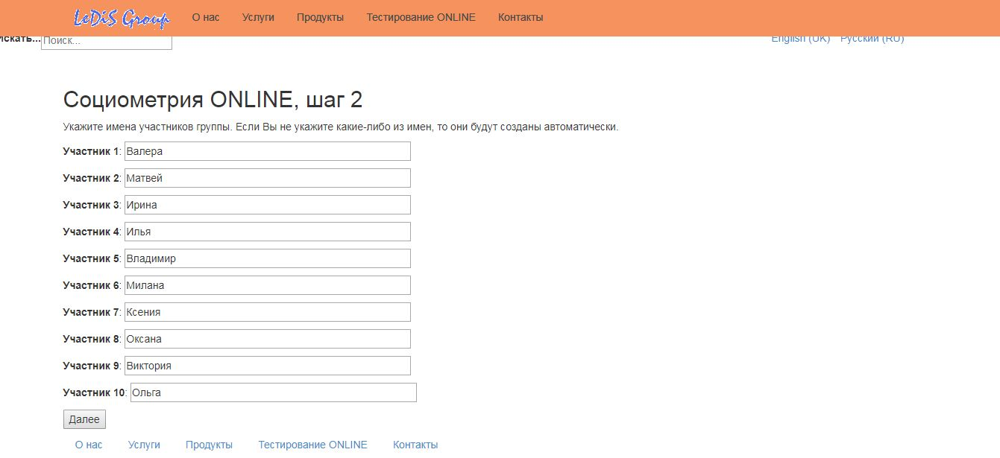 LeDiS Group О нас Услуги Продукты Тестирование ONLINE Контакты
Искать... Поиск... English (UK) Русский (RU)
Социометрия ONLINE, шаг 2
Укажите имена участников группы. Если Вы не укажите какие-либо из имен, то они будут созданы автоматически.
Участник 1: Валера
Участник 2: Матвей
Участник 3: Ирина
Участник 4: Илья
Участник 5: Владимир
Участник 6: Милана
Участник 7: Ксения
Участник 8: Оксана
Участник 9: Виктория
Участник 10: Ольга
Далее
О нас Услуги Продукты Тестирование ONLINE Контакты